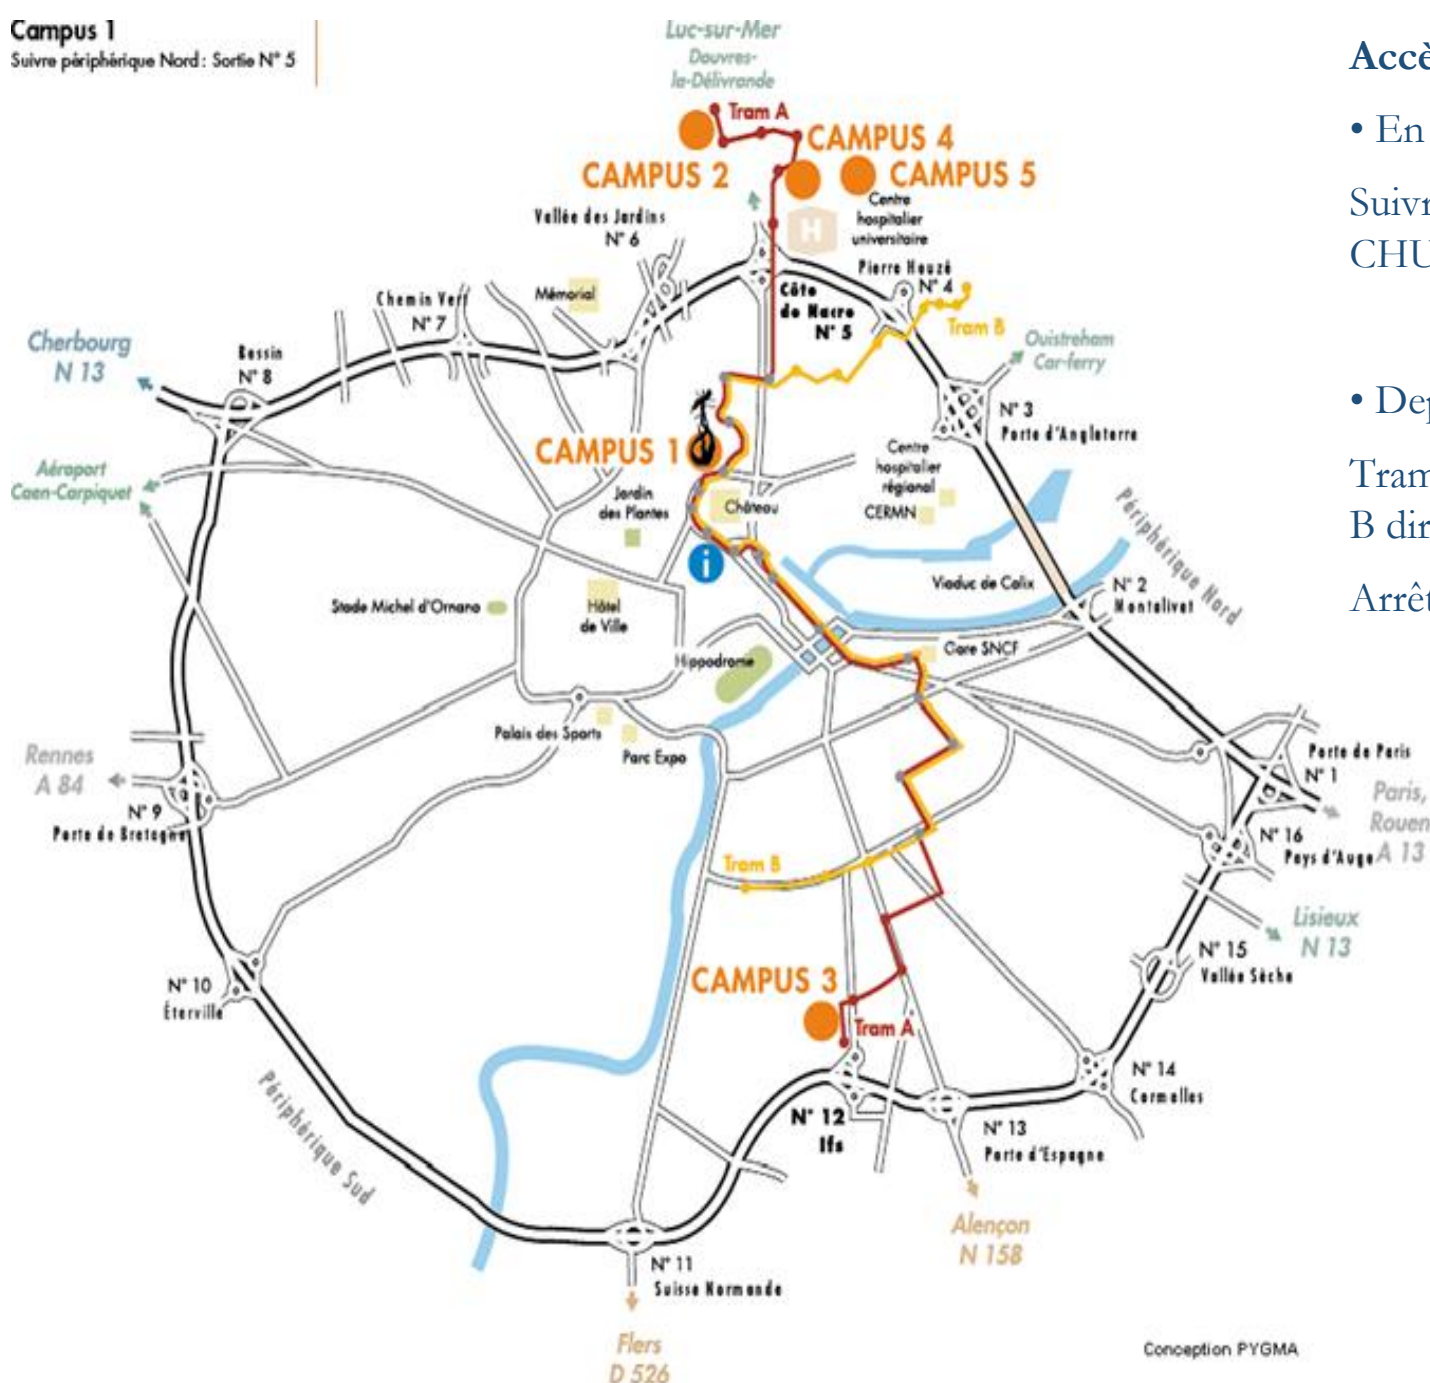 Campus 1
Suivre périphérique Nord : Sortie N° 5
Luc-sur-Mer
Douvres-
la-Délivrande
Tram A
CAMPUS 4
CAMPUS 2
CAMPUS 5
Centre
hospitalier
universitaire
H
Vallée des Jardins
N° 6
Pierre Heuzé
N° 4
Mémorial
Chemin Vert
N° 7
Côte
de Nacre
N° 5
Tram B
Ouistreham
Car-ferry
Cherbourg
N 13
Bessin
N° 8
N° 3
Porte d'Angleterre
CAMPUS 1
Centre
hospitalier
régional
CERMN
Aéroport
Caen-Carpiquet
Jardin
des Plantes
Château
Périphérique Nord
i
Viaduc de Calix
N° 2
Montalivet
Stade Michel d'Ornano
Hôtel
de Ville
Hippodrome
Gare SNCF
Palais des Sports
Parc Expo
Rennes
A 84
N° 9
Porte de Bretagne
Porte de Paris
N° 1
Paris,
Rouen
A 13
N° 16
Pays d'Auge
Tram B
Lisieux
N 13
N° 15
Vallée Sèche
CAMPUS 3
N° 10
Éterville
Tram A
N° 14
Cormelles
Périphérique Sud
N° 12
Ifs
N° 13
Porte d'Espagne
Alençon
N 158
N° 11
Suisse Normande
Flers
D 526
Conception PYGMA
Accè
• En
Suivr
CHU
• Dep
Tram
B dir
Arrêt